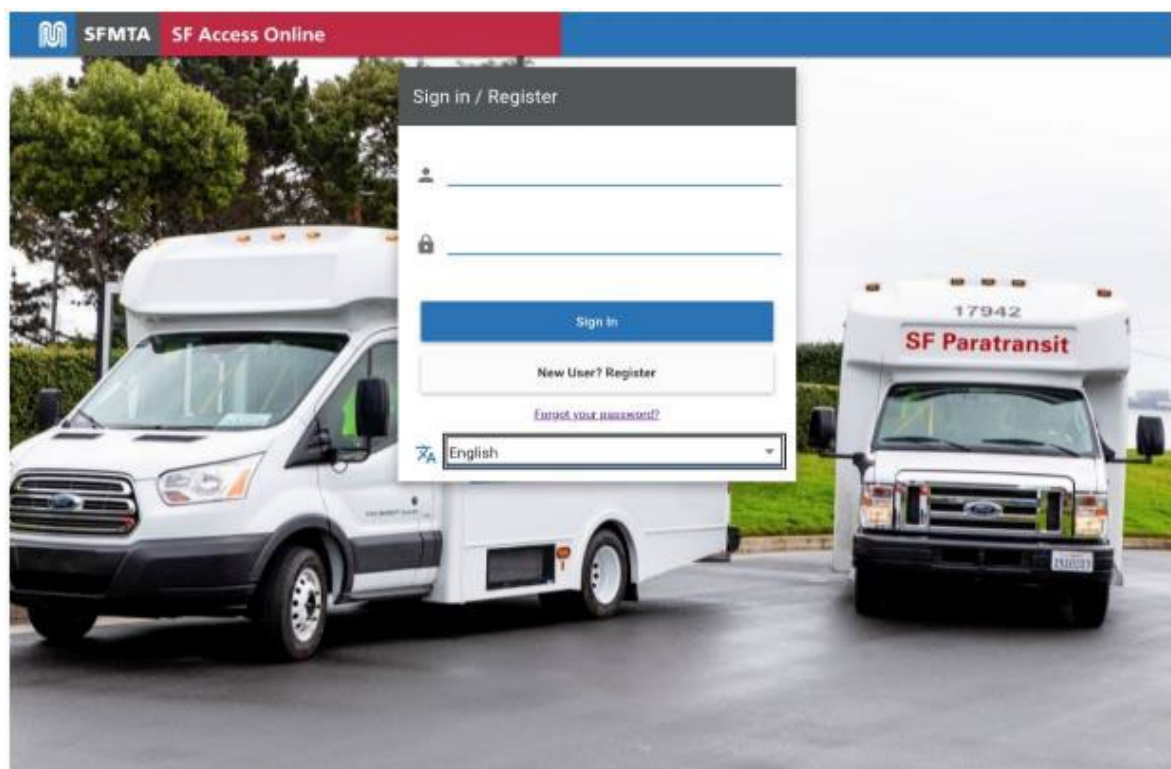 SFMTA SF Access Online
Sign in / Register
Sign In
New User? Register
Forgot your password?
English
17942
SF Paratransit